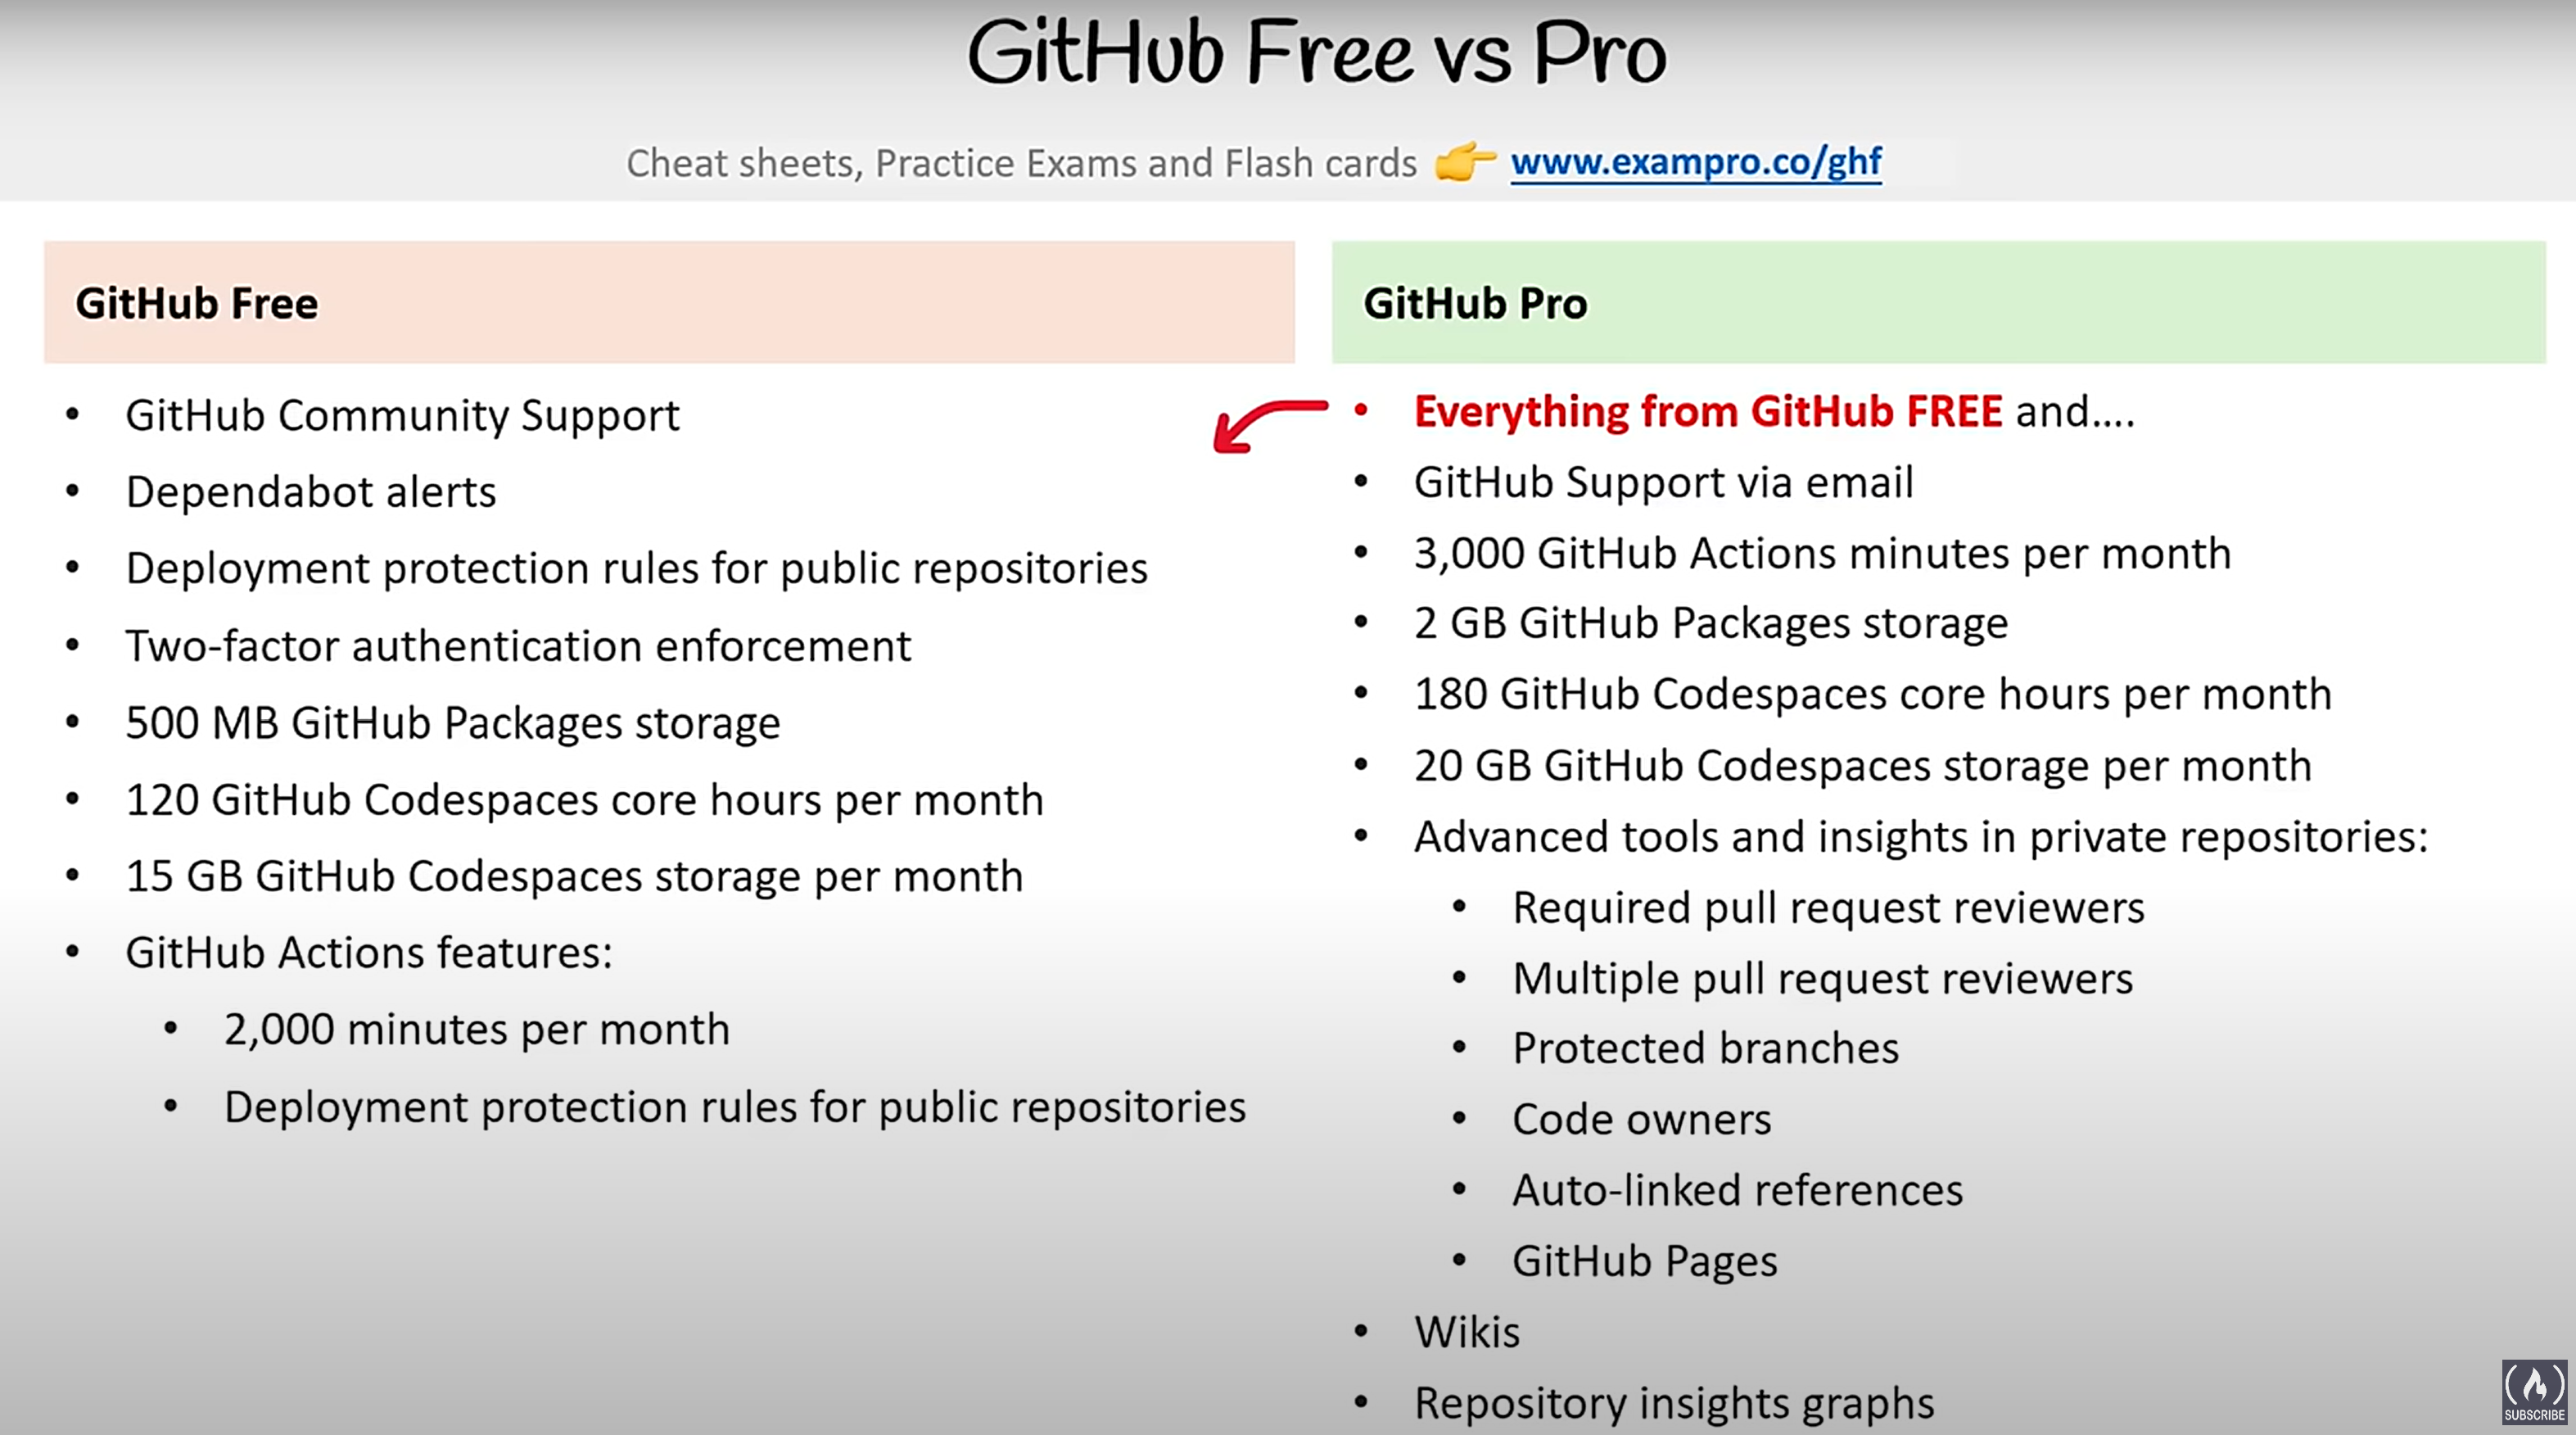 GitHub Free vs Pro
Cheat sheets, Practice Exams and Flash cards 👉 www.exampro.co/ghf
GitHub Free
• GitHub Community Support
• Dependabot alerts
• Deployment protection rules for public repositories
• Two-factor authentication enforcement
• 500 MB GitHub Packages storage
• 120 GitHub Codespaces core hours per month
• 15 GB GitHub Codespaces storage per month
• GitHub Actions features:
• 2,000 minutes per month
• Deployment protection rules for public repositories
GitHub Pro
• Everything from GitHub FREE and....
• GitHub Support via email
• 3,000 GitHub Actions minutes per month
• 2 GB GitHub Packages storage
• 180 GitHub Codespaces core hours per month
• 20 GB GitHub Codespaces storage per month
• Advanced tools and insights in private repositories:
• Required pull request reviewers
• Multiple pull request reviewers
• Protected branches
• Code owners
• Auto-linked references
• GitHub Pages
• Wikis
• Repository insights graphs
SUBSCRIBE